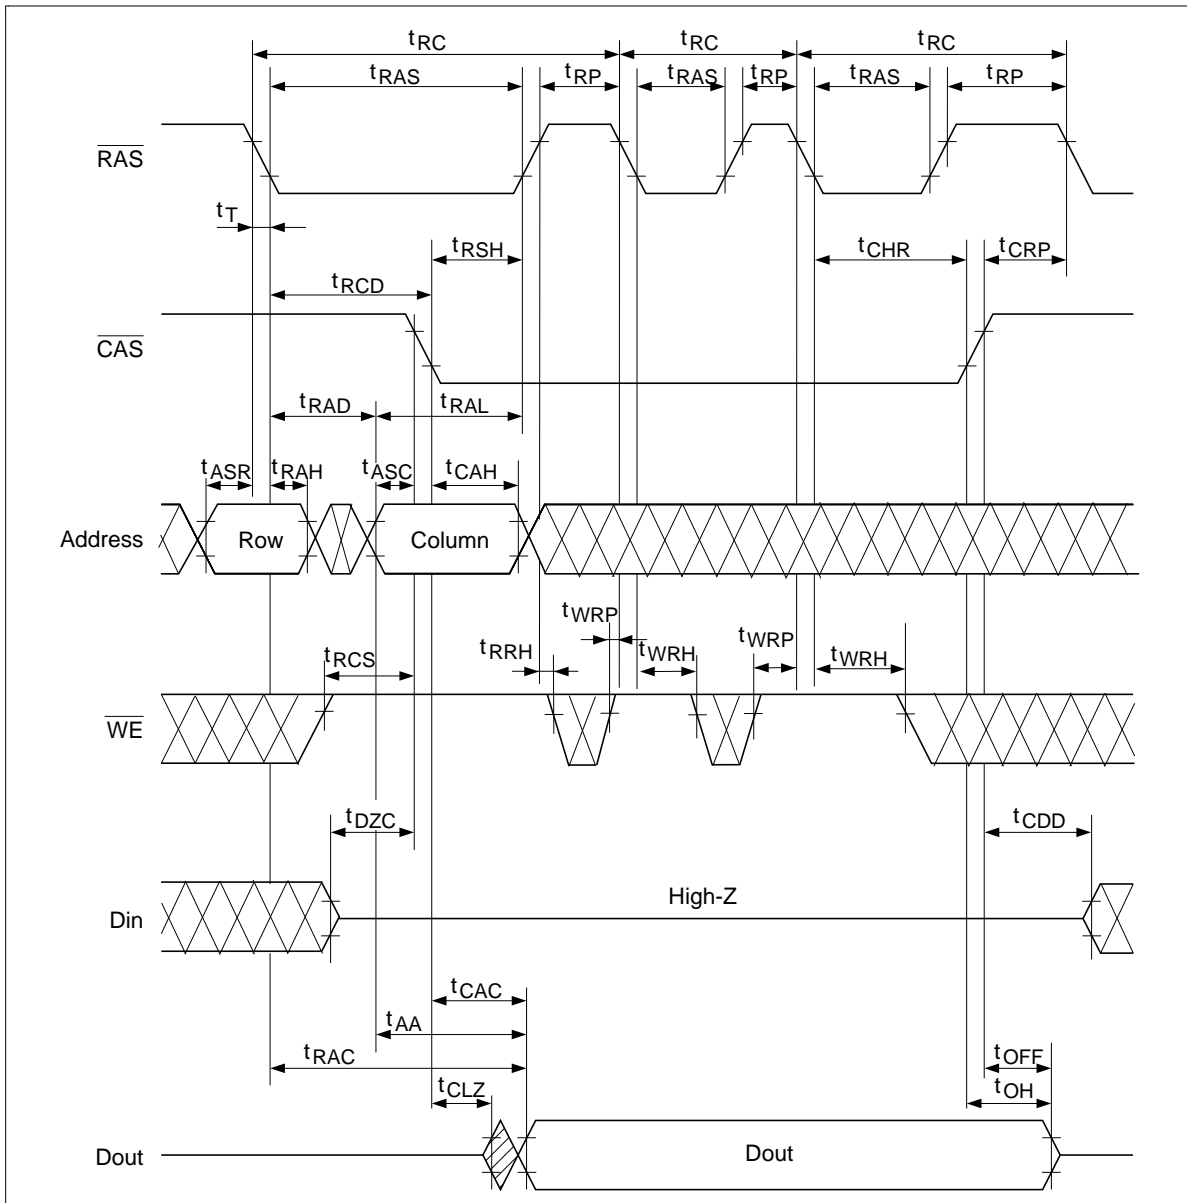 tRC tRC tRC
tRAS tRP tRAS tRP tRAS tRP
RAS
tT
tRSH tCHR tCRP
tRCD
CAS
tRAD tRAL
tASR tRAH tASC tCAH
Address Row Column
tWRP
tRRH tWRH tWRP tWRH
tRCS
WE
tDZC tCDD
High-Z
Din
tCAC
tAA
tRAC tOFF
tCLZ tOH
Dout Dout